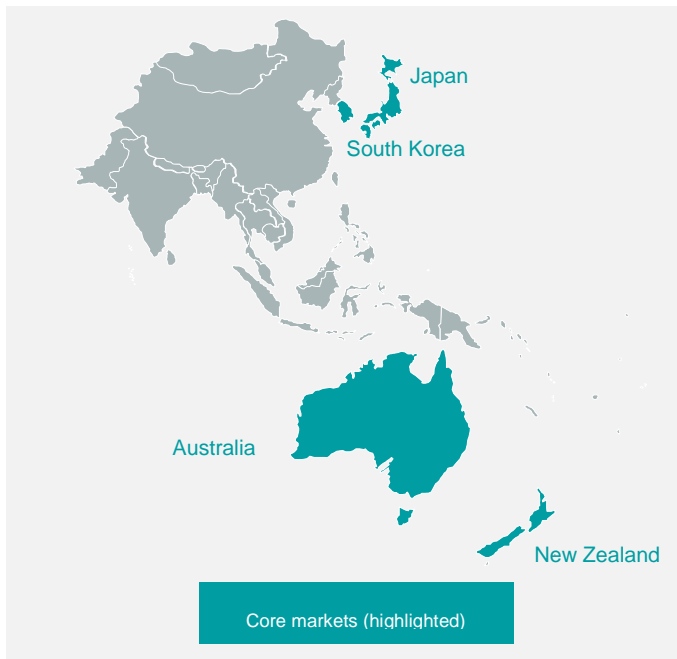 Japan
South Korea
Australia
New Zealand
Core markets (highlighted)